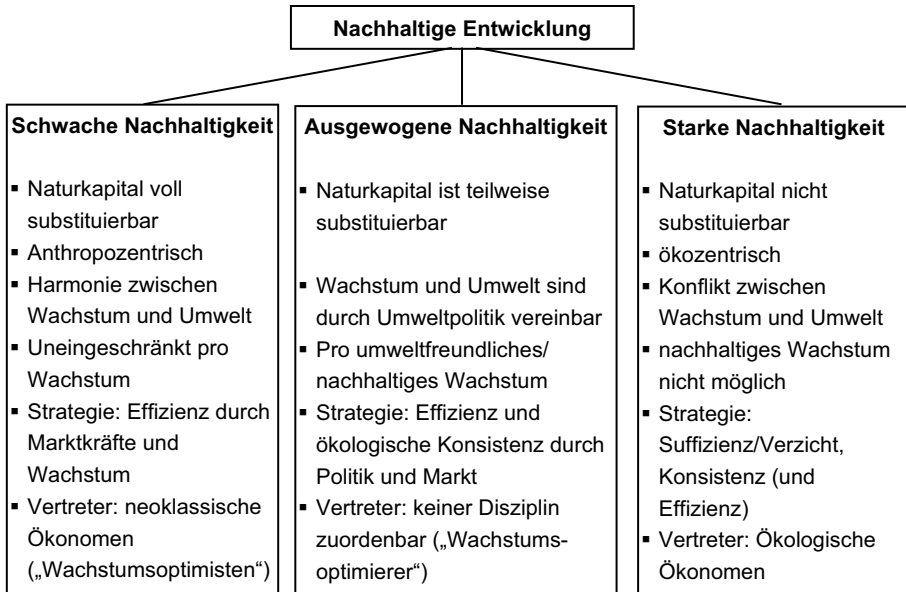 Nachhaltige Entwicklung
Schwache Nachhaltigkeit
▪ Naturkapital voll
substituierbar
▪ Anthropozentrisch
▪ Harmonie zwischen
Wachstum und Umwelt
▪ Uneingeschränkt pro
Wachstum
▪ Strategie: Effizienz durch
Marktkräfte und
Wachstum
▪ Vertreter: neoklassische
Ökonomen
(„Wachstumsoptimisten“)
Ausgewogene Nachhaltigkeit
▪ Naturkapital ist teilweise
substituierbar
▪ Wachstum und Umwelt sind
durch Umweltpolitik vereinbar
▪ Pro umweltfreundliches/
nachhaltiges Wachstum
▪ Strategie: Effizienz und
ökologische Konsistenz durch
Politik und Markt
▪ Vertreter: keiner Disziplin
zuordenbar („Wachstums-
optimierer“)
Starke Nachhaltigkeit
▪ Naturkapital nicht
substituierbar
▪ ökozentrisch
▪ Konflikt zwischen
Wachstum und Umwelt
▪ nachhaltiges Wachstum
nicht möglich
▪ Strategie:
Suffizienz/Verzicht,
Konsistenz (und
Effizienz)
▪ Vertreter: Ökologische
Ökonomen